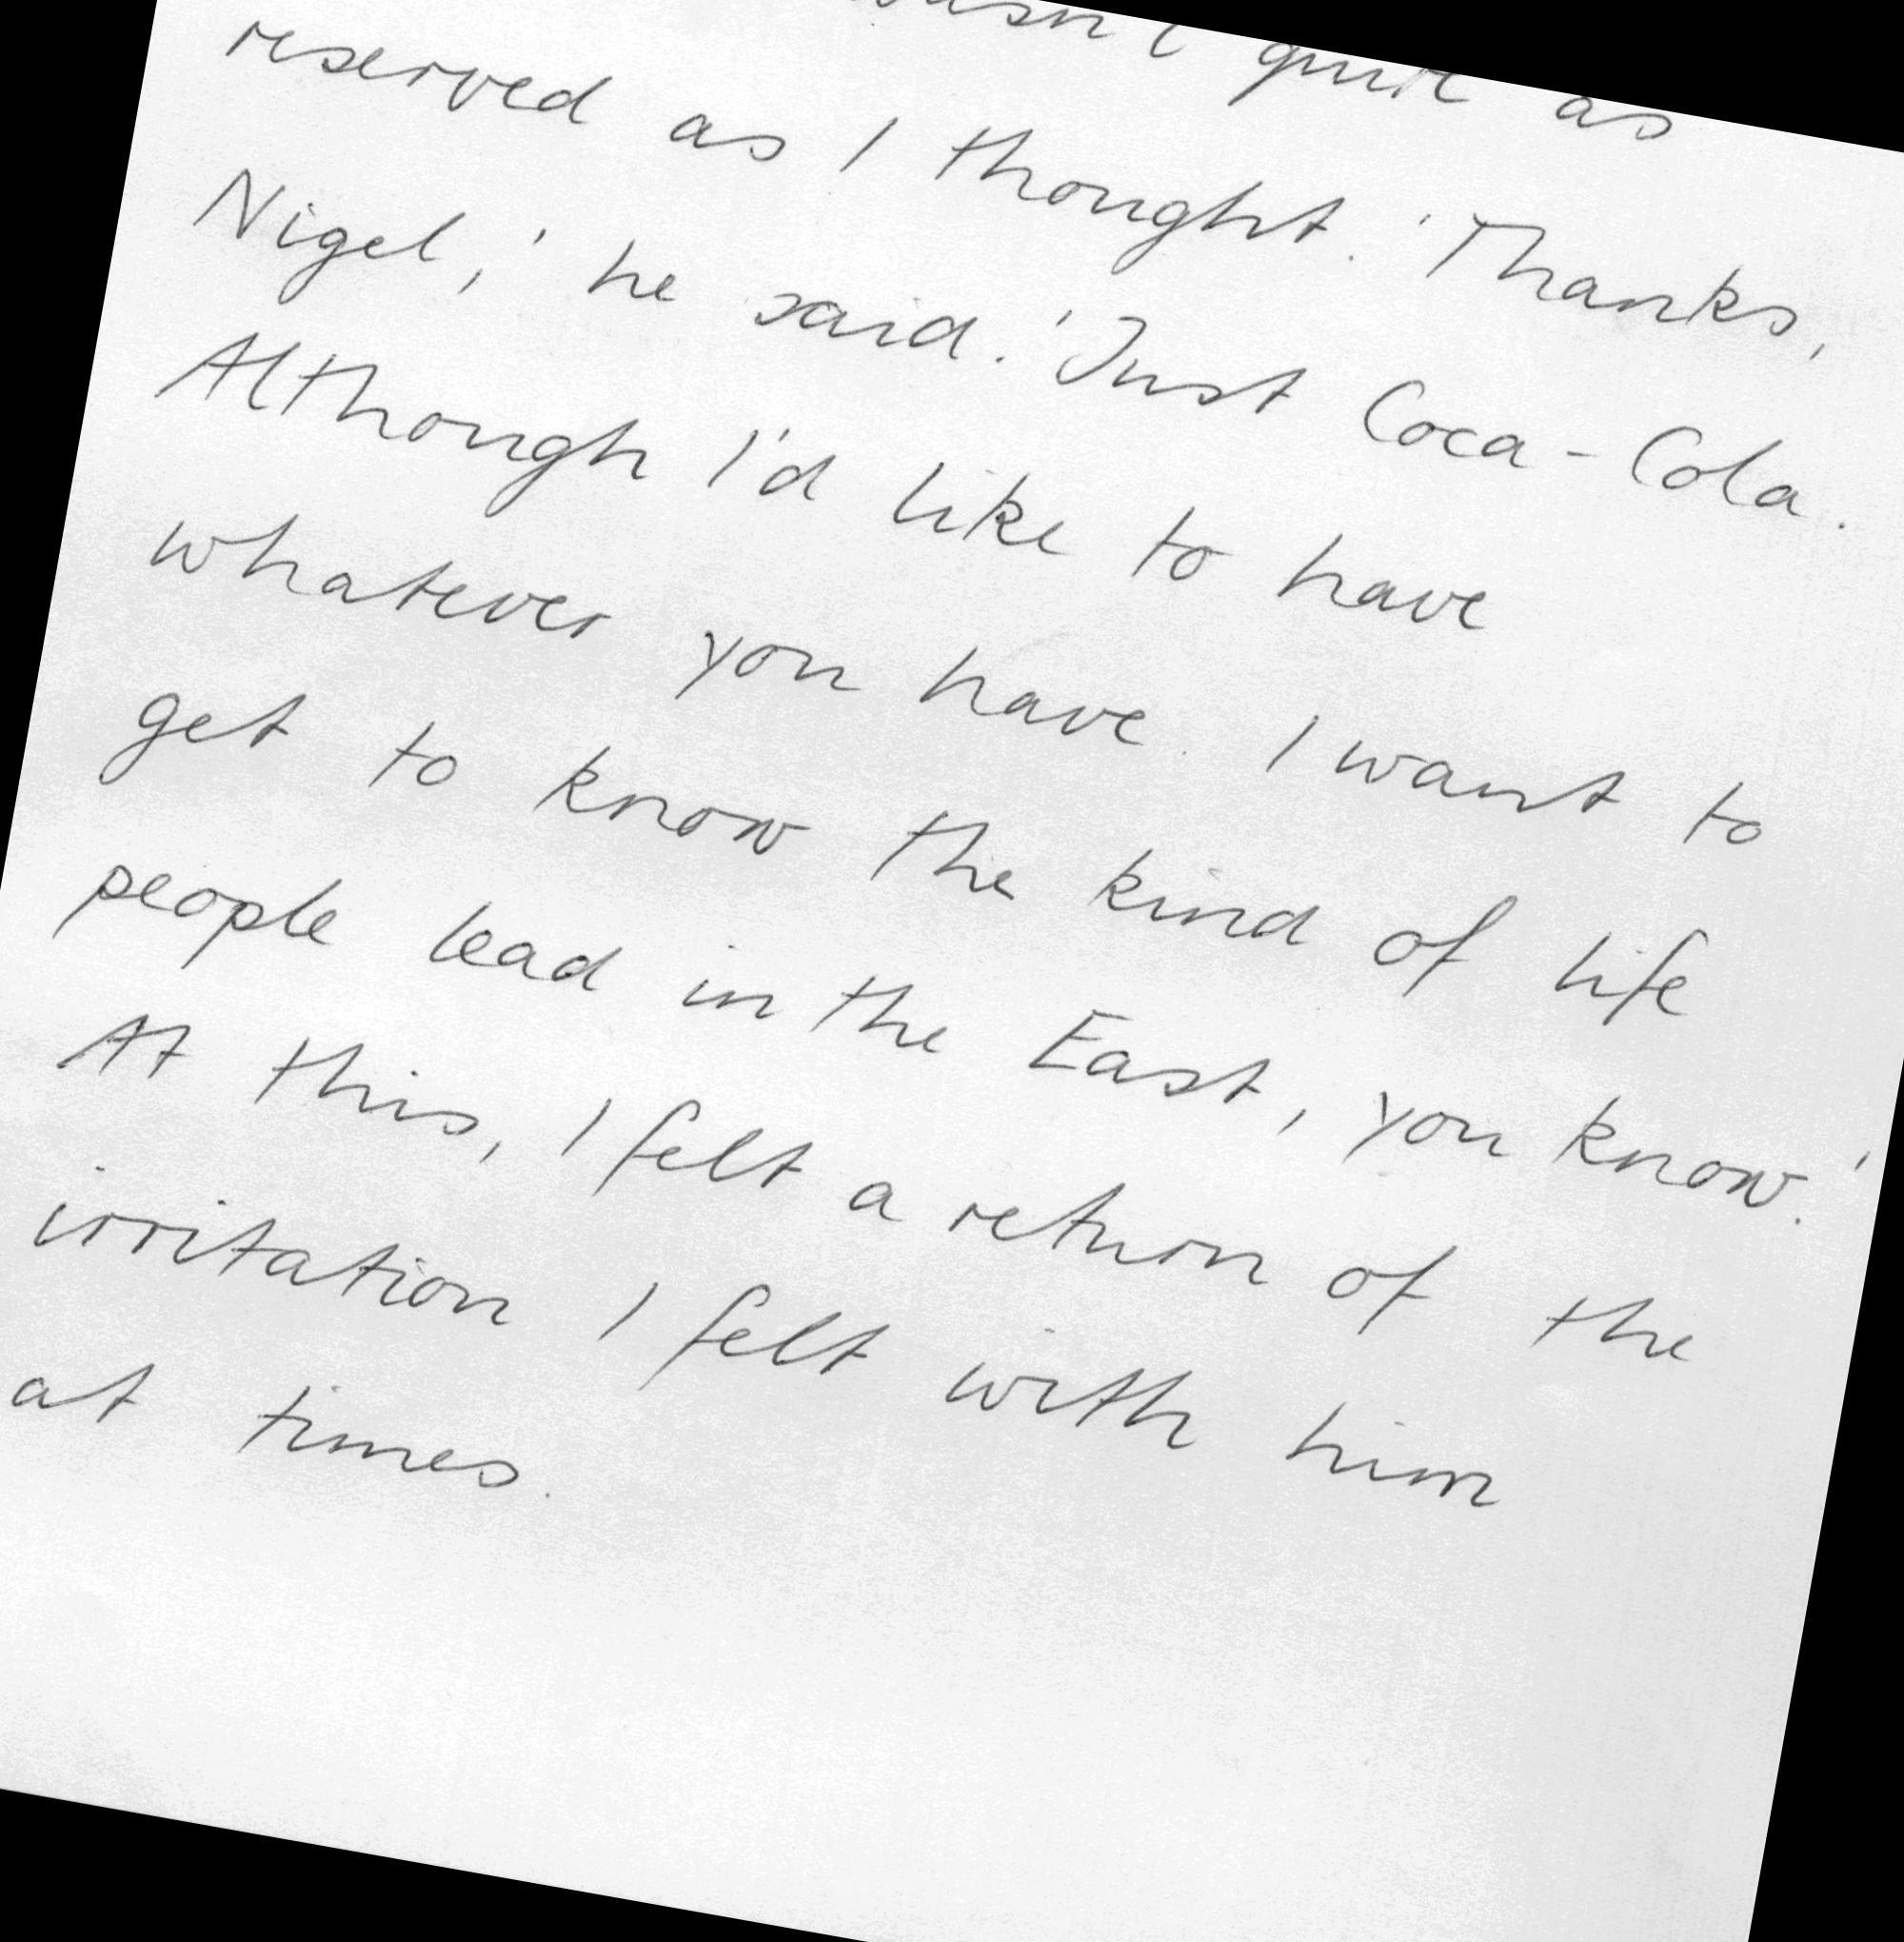 wasn't quite as
reserved as I thought. 'Thanks,
Nigel,' he said. 'Just Coca-Cola.
Although I'd like to have
whatever you have. I want to
get to know the kind of life
people lead in the East, you know.'
At this, I felt a return of the
irritation I felt with him
at times.